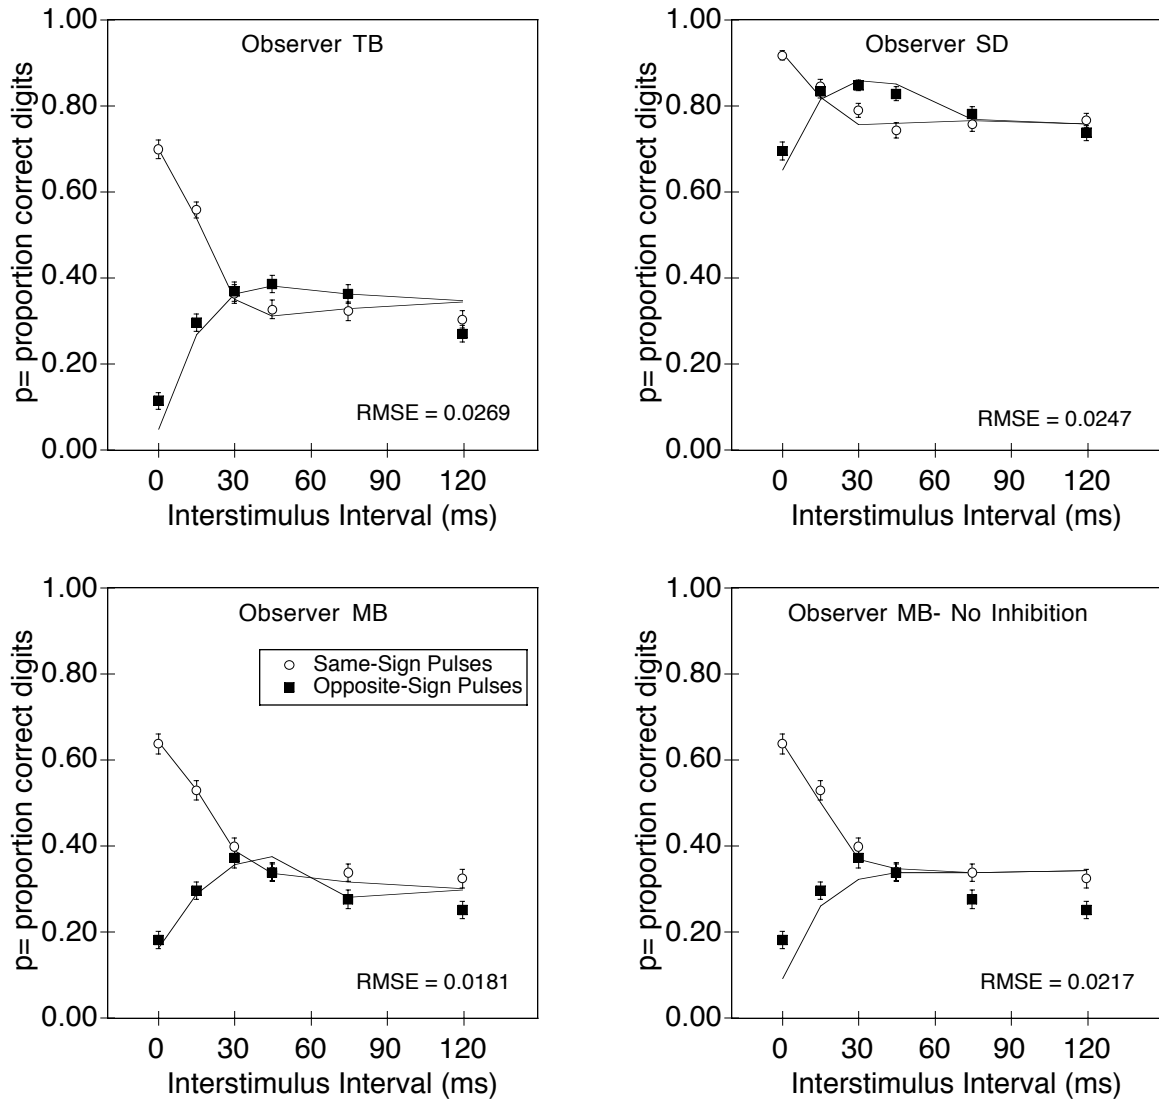 Observer TB
p= proportion correct digits
1.00
0.80
0.60
0.40
0.20
0.00
RMSE = 0.0269
0 30 60 90 120
Interstimulus Interval (ms)
Observer SD
p= proportion correct digits
1.00
0.80
0.60
0.40
0.20
0.00
RMSE = 0.0247
0 30 60 90 120
Interstimulus Interval (ms)
Observer MB
p= proportion correct digits
1.00
0.80
0.60
0.40
0.20
0.00
Same-Sign Pulses
Opposite-Sign Pulses
RMSE = 0.0181
0 30 60 90 120
Interstimulus Interval (ms)
Observer MB- No Inhibition
p= proportion correct digits
1.00
0.80
0.60
0.40
0.20
0.00
RMSE = 0.0217
0 30 60 90 120
Interstimulus Interval (ms)